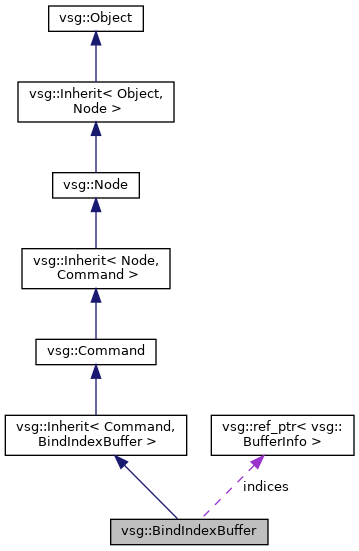 vsg::Object
vsg::Inherit< Object,
Node >
vsg::Node
vsg::Inherit< Node,
Command >
vsg::Command
vsg::Inherit< Command,
BindIndexBuffer >
vsg::ref_ptr< vsg::
BufferInfo >
indices
vsg::BindIndexBuffer